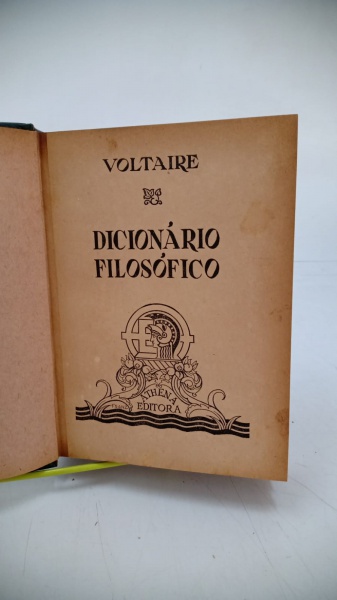 VOLTAIRE
DICIONÁRIO
FILOSÓFICO
ATHENA
EDITORA